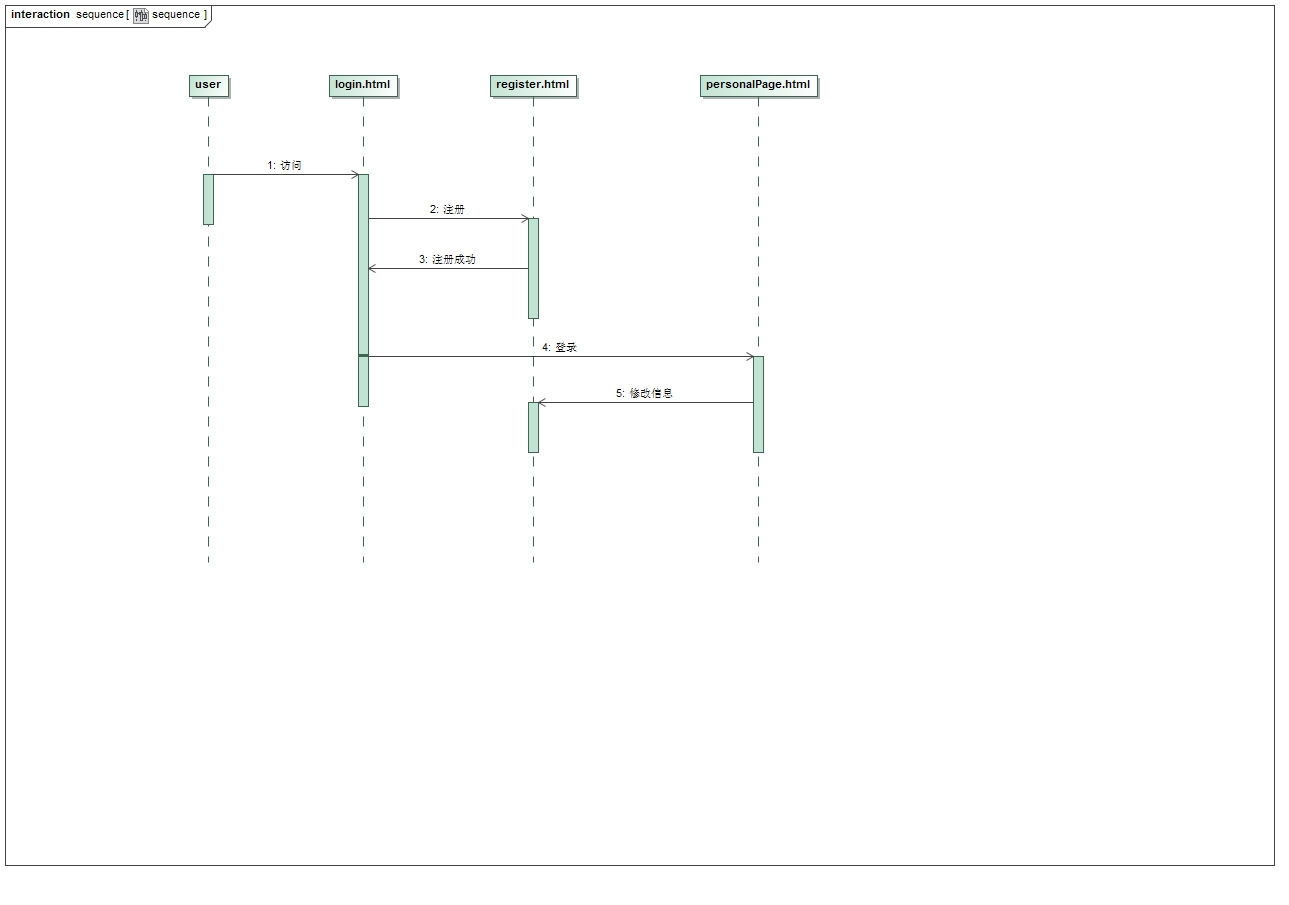 interaction sequence[ sequence ]
user
login.html
register.html
personalPage.html
1: 访问
2: 注册
3: 注册成功
4: 登录
5: 修改信息